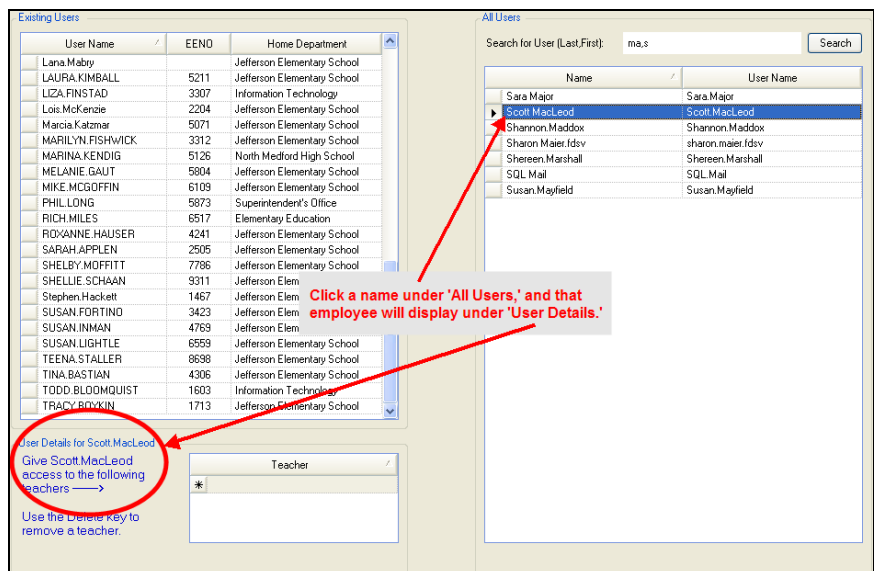 Existing Users
User Name EENO Home Department
Lana.Mabry Jefferson Elementary School
LAURA.KIMBALL 5211 Jefferson Elementary School
LIZA.FINSTAD 3307 Information Technology
Lois.McKenzie 2204 Jefferson Elementary School
Marcia.Katzmar 5071 Jefferson Elementary School
MARILYN.FISHWICK 3312 Jefferson Elementary School
MARINA.KENDIG 5126 North Medford High School
MELANIE.GAUT 5804 Jefferson Elementary School
MIKE.MCGOFFIN 6109 Jefferson Elementary School
PHIL.LONG 5873 Superintendent's Office
RICH.MILES 6517 Elementary Education
ROXANNE.HAUSER 4241 Jefferson Elementary School
SARAH.APPLEN 2505 Jefferson Elementary School
SHELBY.MOFFITT 7786 Jefferson Elementary School
SHELLIE.SCHAAN 9311 Jefferson Elem
Stephen.Hackett 1467 Jefferson Elem
SUSAN.FORTINO 3423 Jefferson Elem
SUSAN.INMAN 4769 Jefferson Elem
SUSAN.LIGHTLE 6559 Jefferson Elementary School
TEENA.STALLER 8698 Jefferson Elementary School
TINA.BASTIAN 4306 Jefferson Elementary School
TODD.BLOOMQUIST 1603 Information Technology
TRACY.BOYKIN 1713 Jefferson Elementary School
All Users
Search for User (Last,First): ma,s Search
Name User Name
Sara Major Sara.Major
Scott MacLeod Scott.MacLeod
Shannon.Maddox Shannon.Maddox
Sharon Maier.fdsv sharon.maier.fdsv
Shereen.Marshall Shereen.Marshall
SQL Mail SQL.Mail
Susan.Mayfield Susan.Mayfield
Click a name under 'All Users,' and that
employee will display under 'User Details.'
User Details for Scott.MacLeod
Give Scott.MacLeod
access to the following
teachers ---->
Use the Delete key to
remove a teacher.
Teacher
*